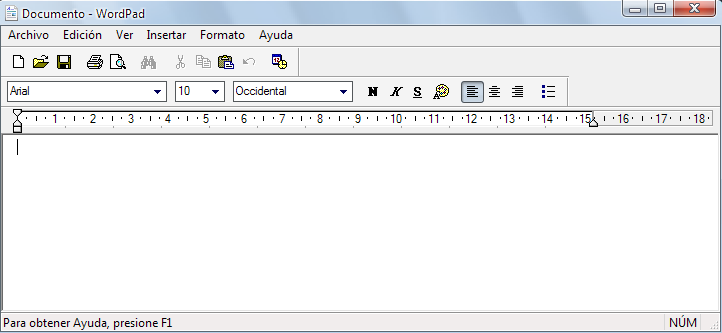 Documento - WordPad
Archivo Edición Ver Insertar Formato Ayuda
Arial 10 Occidental N K S
1 2 3 4 5 6 7 8 9 10 11 12 13 14 15 16 17 18
Para obtener Ayuda, presione F1 NÚM